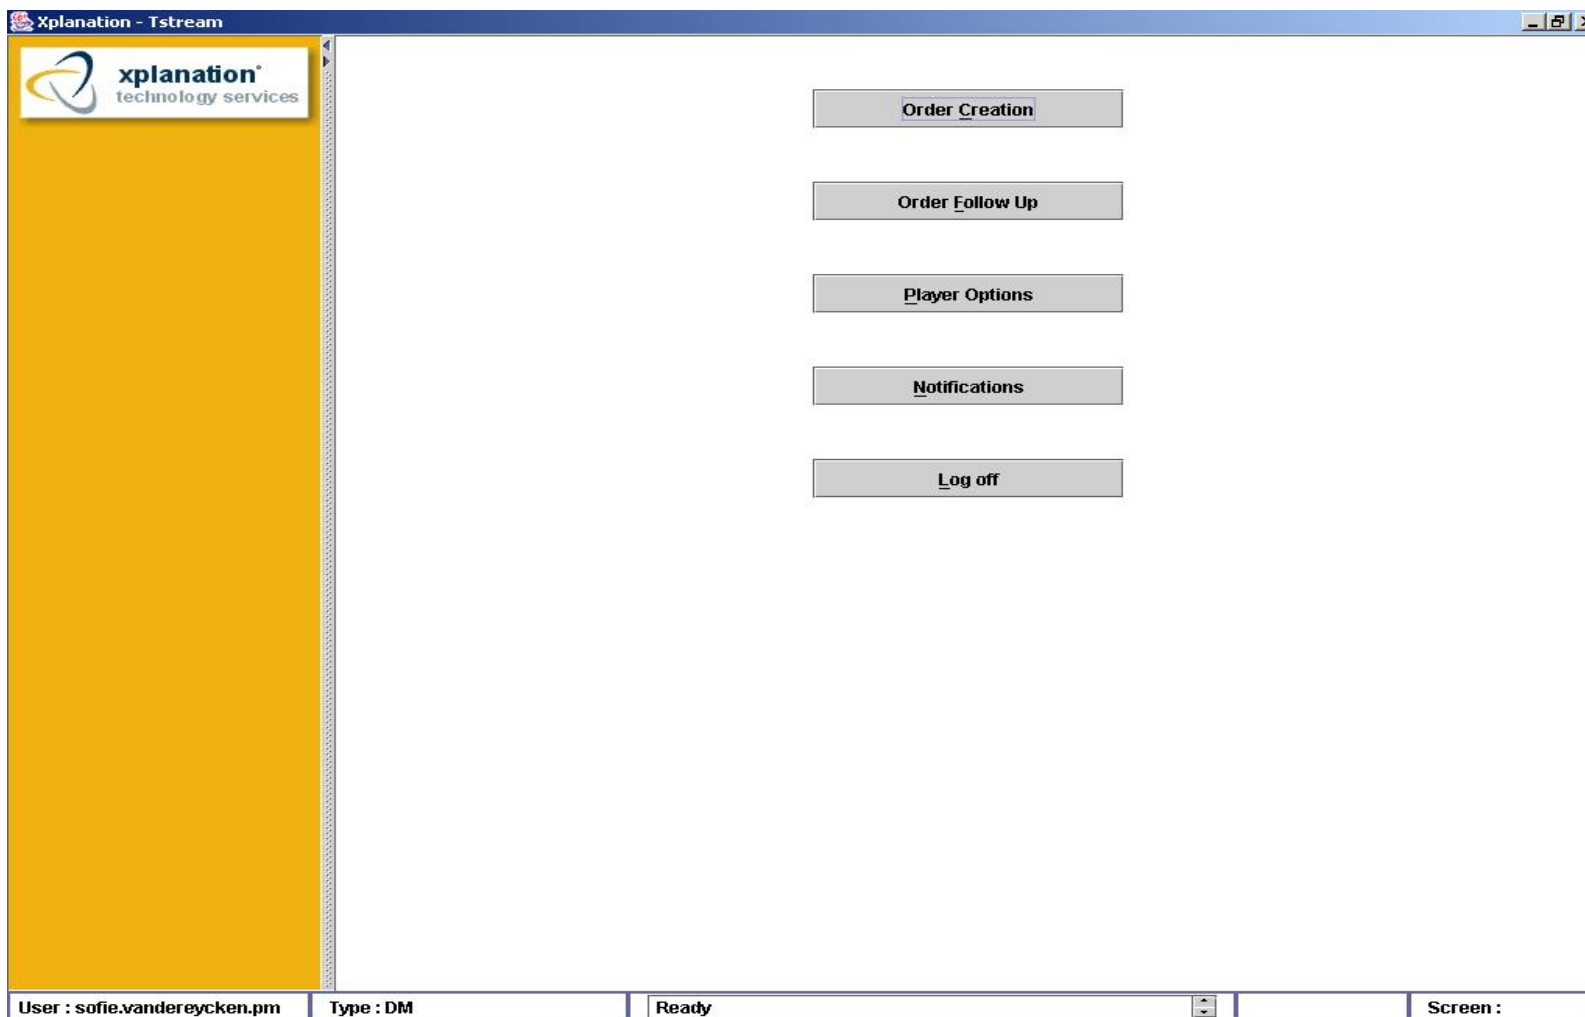 Xplanation - Tstream
xplanation°
technology services
Order Creation
Order Follow Up
Player Options
Notifications
Log off
User : sofie.vandereycken.pm
Type : DM
Ready
Screen :